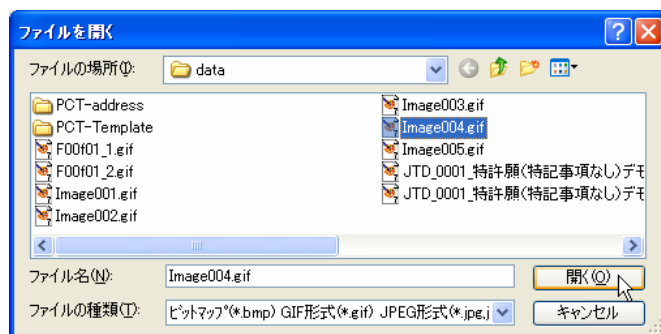 ファイルを開く
ファイルの場所(I):
data
PCT-address
PCT-Template
F00f01_1.gif
F00f01_2.gif
Image001.gif
Image002.gif
Image003.gif
Image004.gif
Image005.gif
JTD_0001_特許願(特記事項なし)デモ
JTD_0001_特許願(特記事項なし)デモ
ファイル名(N):
Image004.gif
開く(O)
ファイルの種類(T):
ビットマップ(*.bmp) GIF形式(*.gif) JPEG形式(*.jpg,j
キャンセル